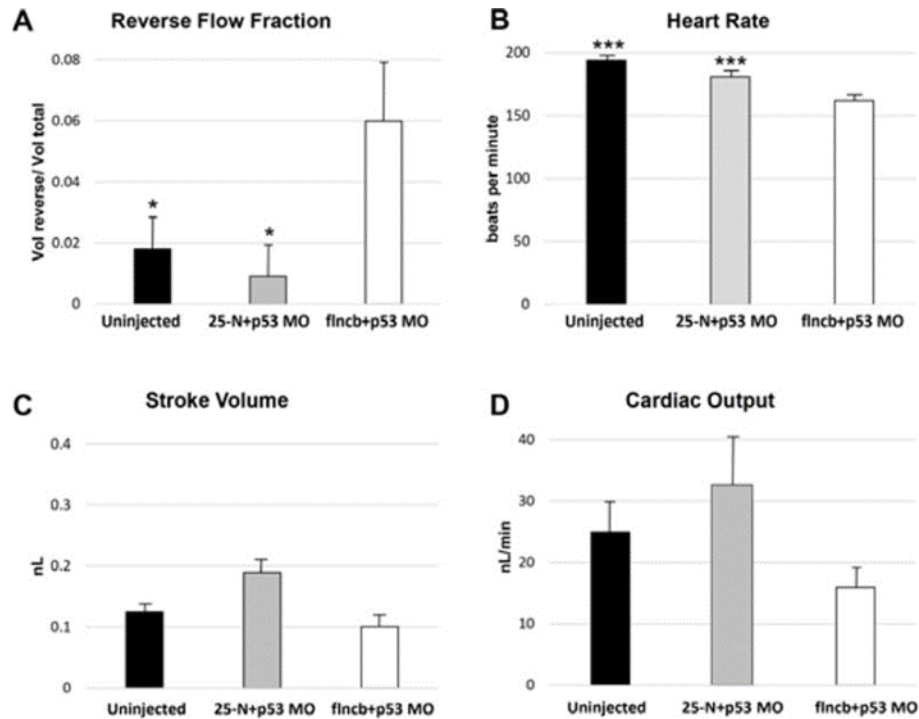 A
Reverse Flow Fraction
Vol reverse/ Vol total
0.08
0.06
0.04
0.02
0
*
*
Uninjected
25-N+p53 MO
flncb+p53 MO
B
Heart Rate
beats per minute
200
150
100
50
0
***
***
Uninjected
25-N+p53 MO
flncb+p53 MO
C
Stroke Volume
nL
0.4
0.3
0.2
0.1
0
Uninjected
25-N+p53 MO
flncb+p53 MO
D
Cardiac Output
nL/min
40
30
20
10
0
Uninjected
25-N+p53 MO
flncb+p53 MO